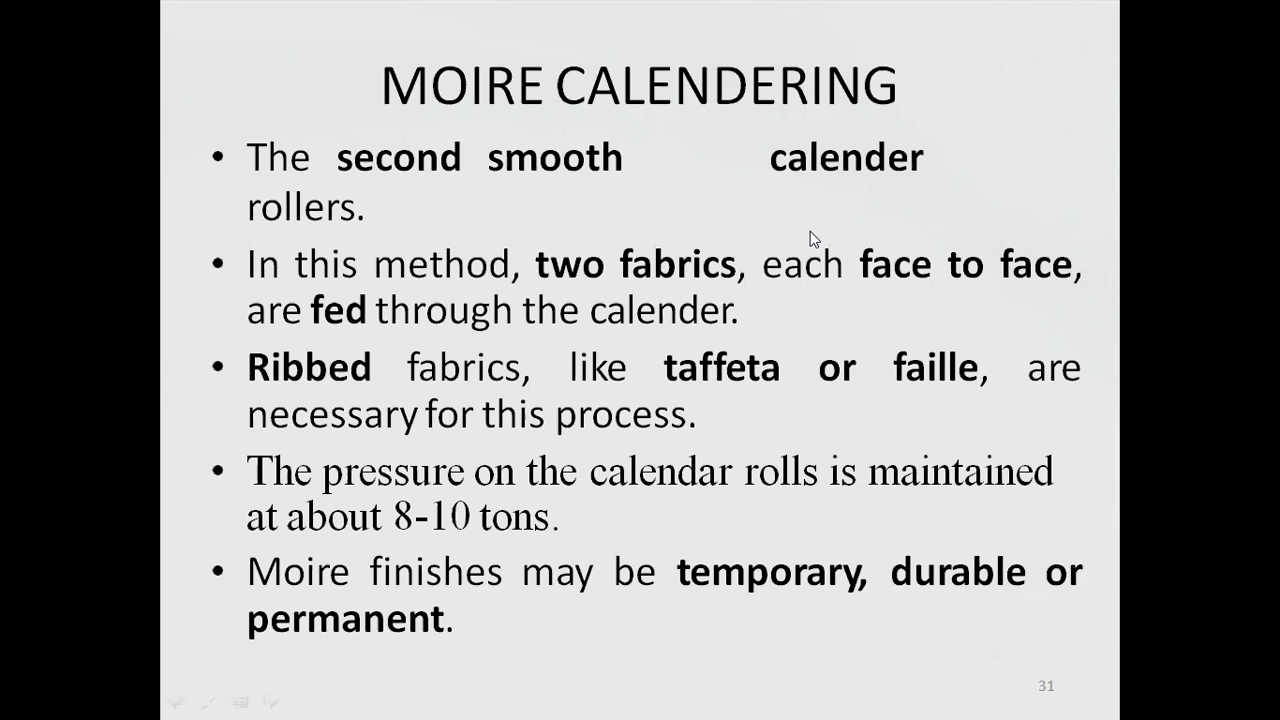 MOIRE CALENDERING
• The second smooth calender
rollers.
• In this method, two fabrics, each face to face,
are fed through the calender.
• Ribbed fabrics, like taffeta or faille, are
necessary for this process.
• The pressure on the calendar rolls is maintained
at about 8-10 tons.
• Moire finishes may be temporary, durable or
permanent.
31